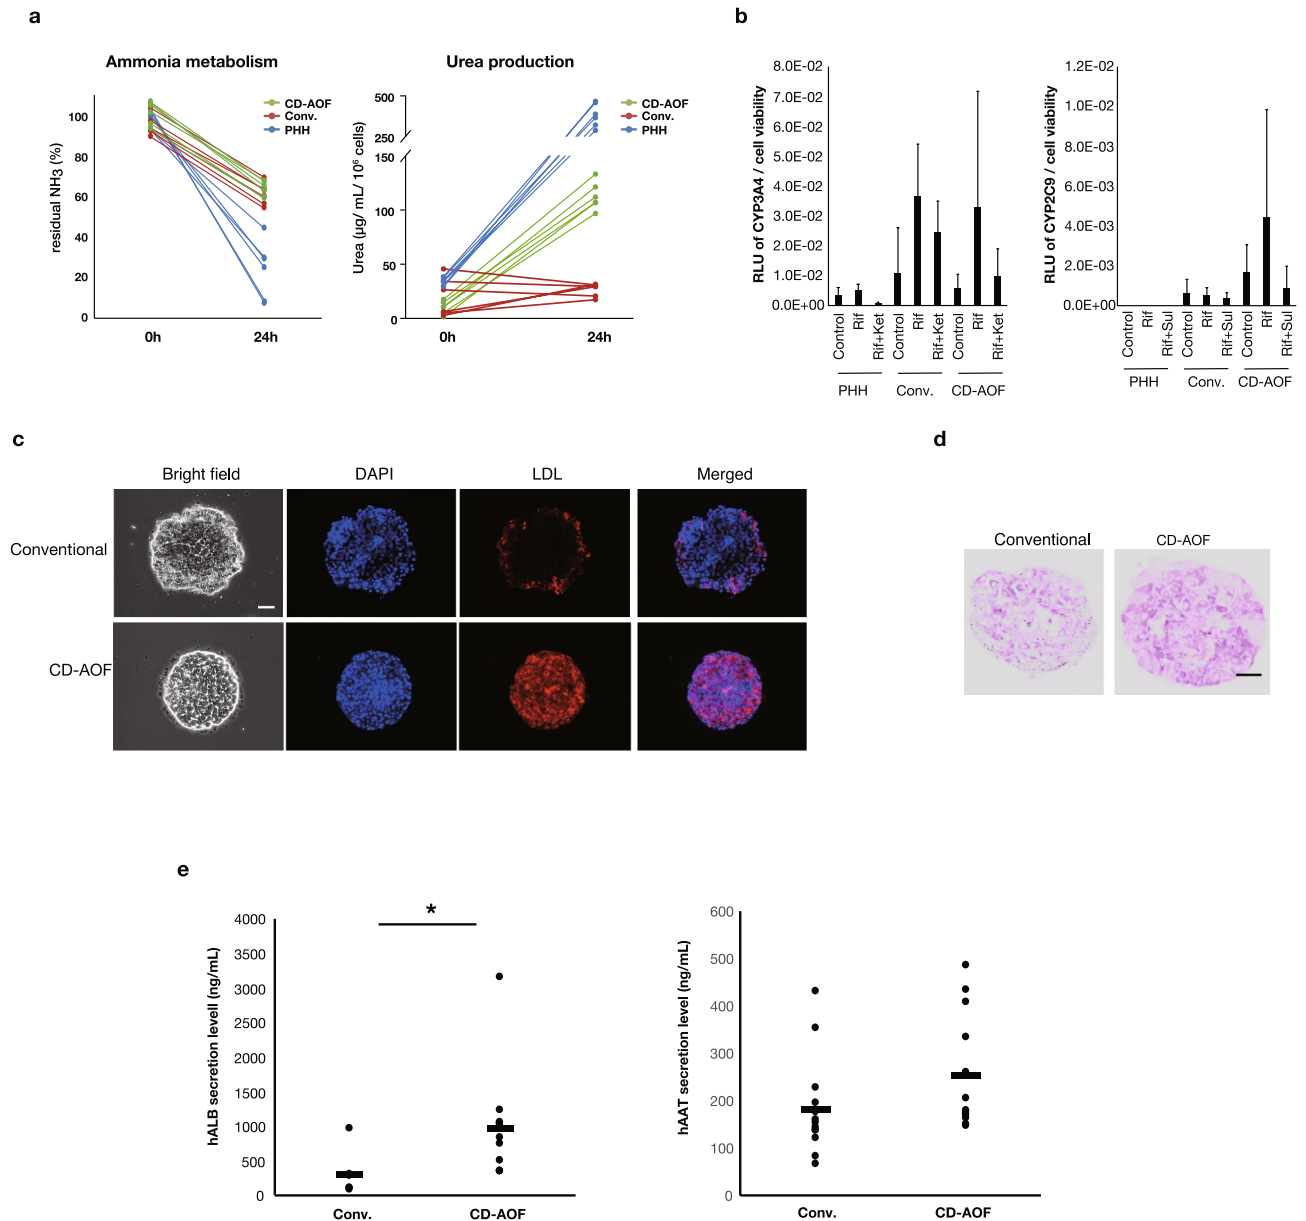 a
Ammonia metabolism
residual NH3 (%)
100
80
60
40
20
0
0h
24h
CD-AOF
Conv.
PHH
Urea production
Urea (μg/ mL/ 10⁶ cells)
500
250
150
100
50
0
0h
24h
CD-AOF
Conv.
PHH
b
RLU of CYP3A4 / cell viability
8.0E-02
7.0E-02
6.0E-02
5.0E-02
4.0E-02
3.0E-02
2.0E-02
1.0E-02
0.0E+00
Control
Rif
Rif+Ket
Control
Rif
Rif+Ket
Control
Rif
Rif+Ket
PHH
Conv.
CD-AOF
RLU of CYP2C9 / cell viability
1.2E-02
1.0E-02
8.0E-03
6.0E-03
4.0E-03
2.0E-03
0.0E+00
Control
Rif
Rif+Sul
Control
Rif
Rif+Sul
Control
Rif
Rif+Sul
PHH
Conv.
CD-AOF
c
Bright field
DAPI
LDL
Merged
Conventional
CD-AOF
d
Conventional
CD-AOF
e
hALB secretion levell (ng/mL)
4000
3500
3000
2500
2000
1500
1000
500
0
*
Conv.
CD-AOF
hAAT secretion level (ng/mL)
600
500
400
300
200
100
0
Conv.
CD-AOF